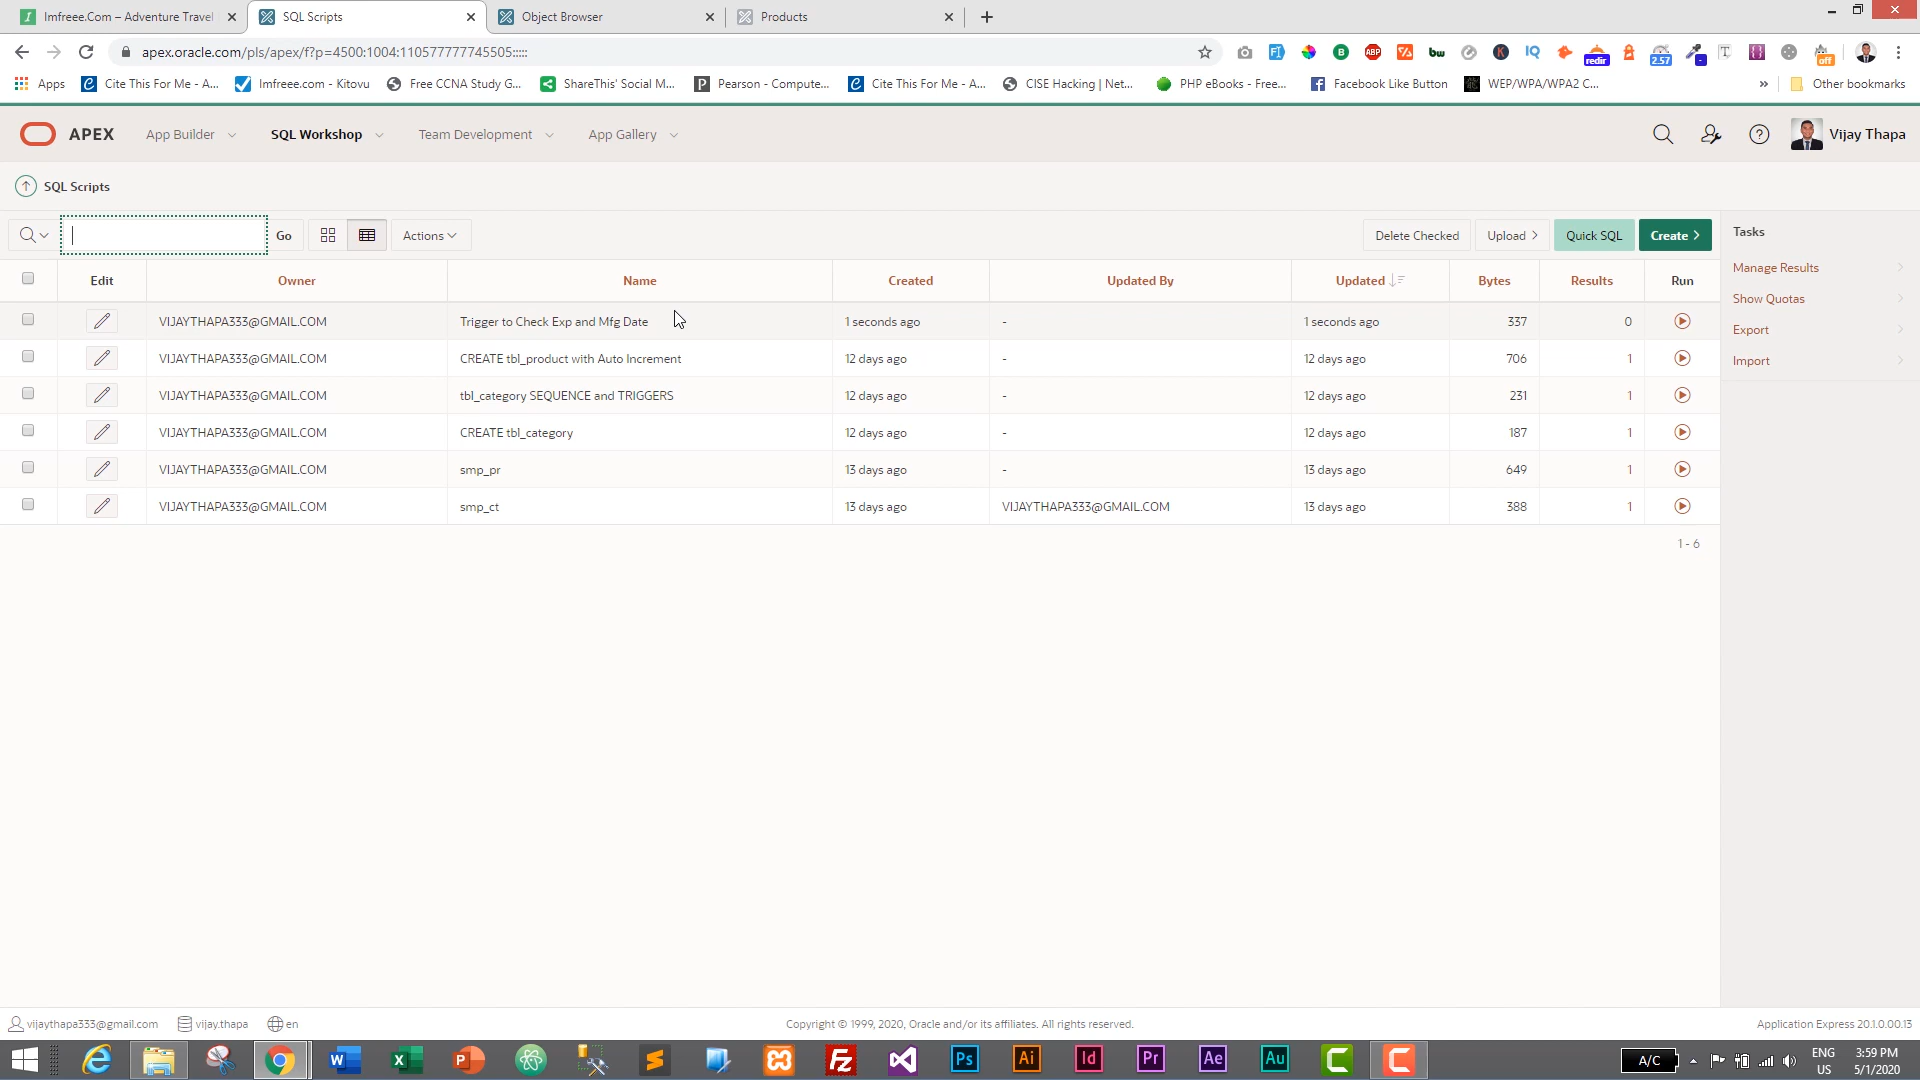 Imfreee.Com – Adventure Travel
SQL Scripts
Object Browser
Products
apex.oracle.com/pls/apex/f?p=4500:1004:110577777745505:::::
redir
2.57
off
Apps
Cite This For Me - A...
Imfreee.com - Kitovu
Free CCNA Study G...
ShareThis' Social M...
Pearson - Compute...
Cite This For Me - A...
CISE Hacking | Net...
PHP eBooks - Free...
Facebook Like Button
WEP/WPA/WPA2 C...
Other bookmarks
APEX
App Builder
SQL Workshop
Team Development
App Gallery
Vijay Thapa
SQL Scripts
Go
Actions
Delete Checked
Upload
Quick SQL
Create
Tasks
Manage Results
Show Quotas
Export
Import
Edit Owner Name Created Updated By Updated Bytes Results Run
VIJAYTHAPA333@GMAIL.COM Trigger to Check Exp and Mfg Date 1 seconds ago - 1 seconds ago 337 0
VIJAYTHAPA333@GMAIL.COM CREATE tbl_product with Auto Increment 12 days ago - 12 days ago 706 1
VIJAYTHAPA333@GMAIL.COM tbl_category SEQUENCE and TRIGGERS 12 days ago - 12 days ago 231 1
VIJAYTHAPA333@GMAIL.COM CREATE tbl_category 12 days ago - 12 days ago 187 1
VIJAYTHAPA333@GMAIL.COM smp_pr 13 days ago - 13 days ago 649 1
VIJAYTHAPA333@GMAIL.COM smp_ct 13 days ago VIJAYTHAPA333@GMAIL.COM 13 days ago 388 1
1 - 6
vijaythapa333@gmail.com
vijay.thapa
en
Copyright © 1999, 2020, Oracle and/or its affiliates. All rights reserved.
Application Express 20.1.0.00.13
A/C
ENG
US
3:59 PM
5/1/2020